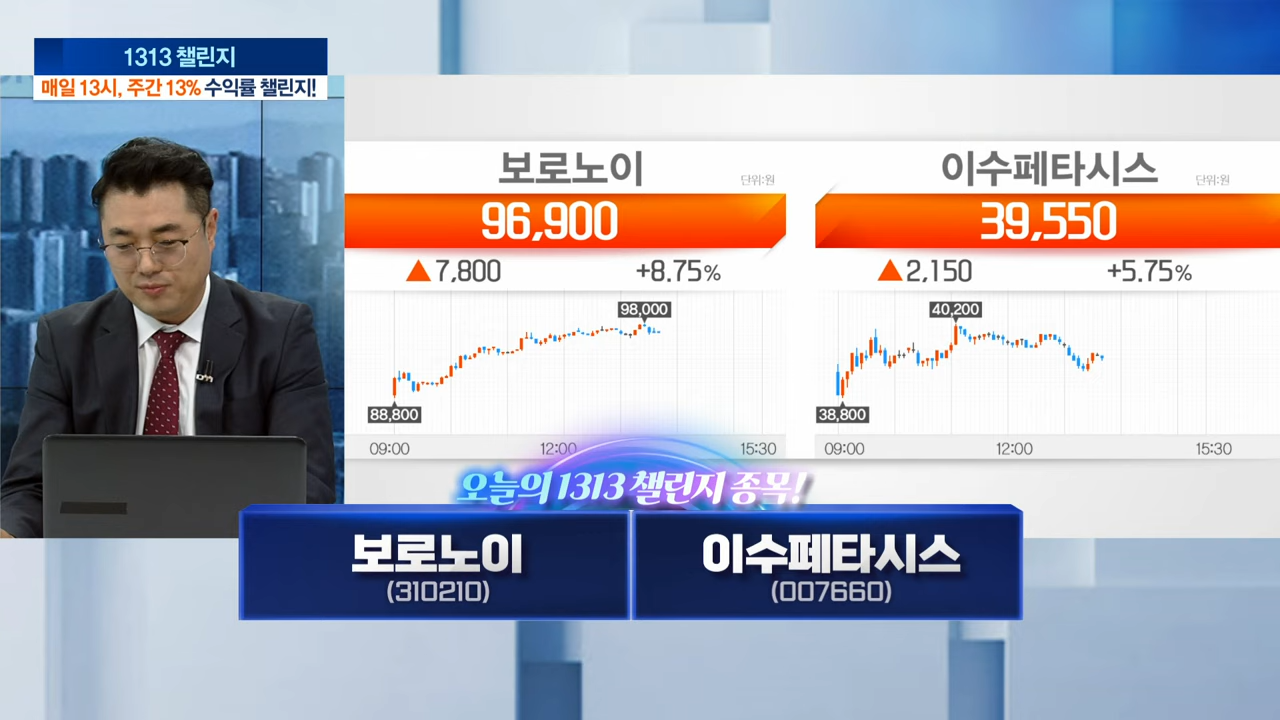 1313 챌린지
매일 13시, 주간 13% 수익률 챌린지!
보로노이
단위:원
96,900
▲7,800 +8.75%
98,000
88,800
09:00 12:00 15:30
이수페타시스
단위:원
39,550
▲2,150 +5.75%
40,200
38,800
09:00 12:00 15:30
오늘의 1313 챌린지 종목!
보로노이
(310210)
이수페타시스
(007660)